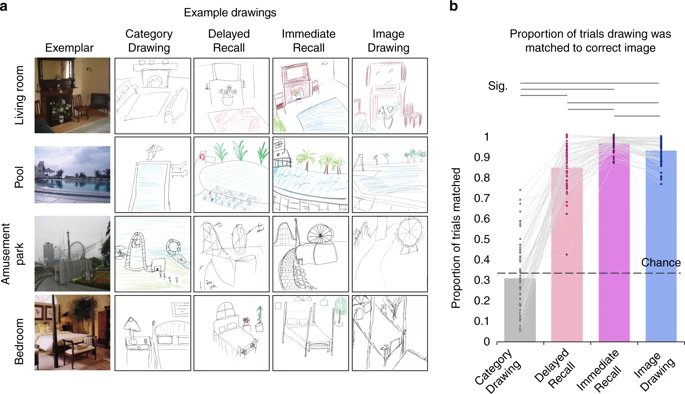 a
Example drawings
Exemplar
Category
Drawing
Delayed
Recall
Immediate
Recall
Image
Drawing
Living room
Pool
Amusement
park
Bedroom
b
Proportion of trials drawing was
matched to correct image
Sig.
Proportion of trials matched
1
0.9
0.8
0.7
0.6
0.5
0.4
0.3
0.2
0.1
0
Chance
Category
Drawing
Delayed
Recall
Immediate
Recall
Image
Drawing